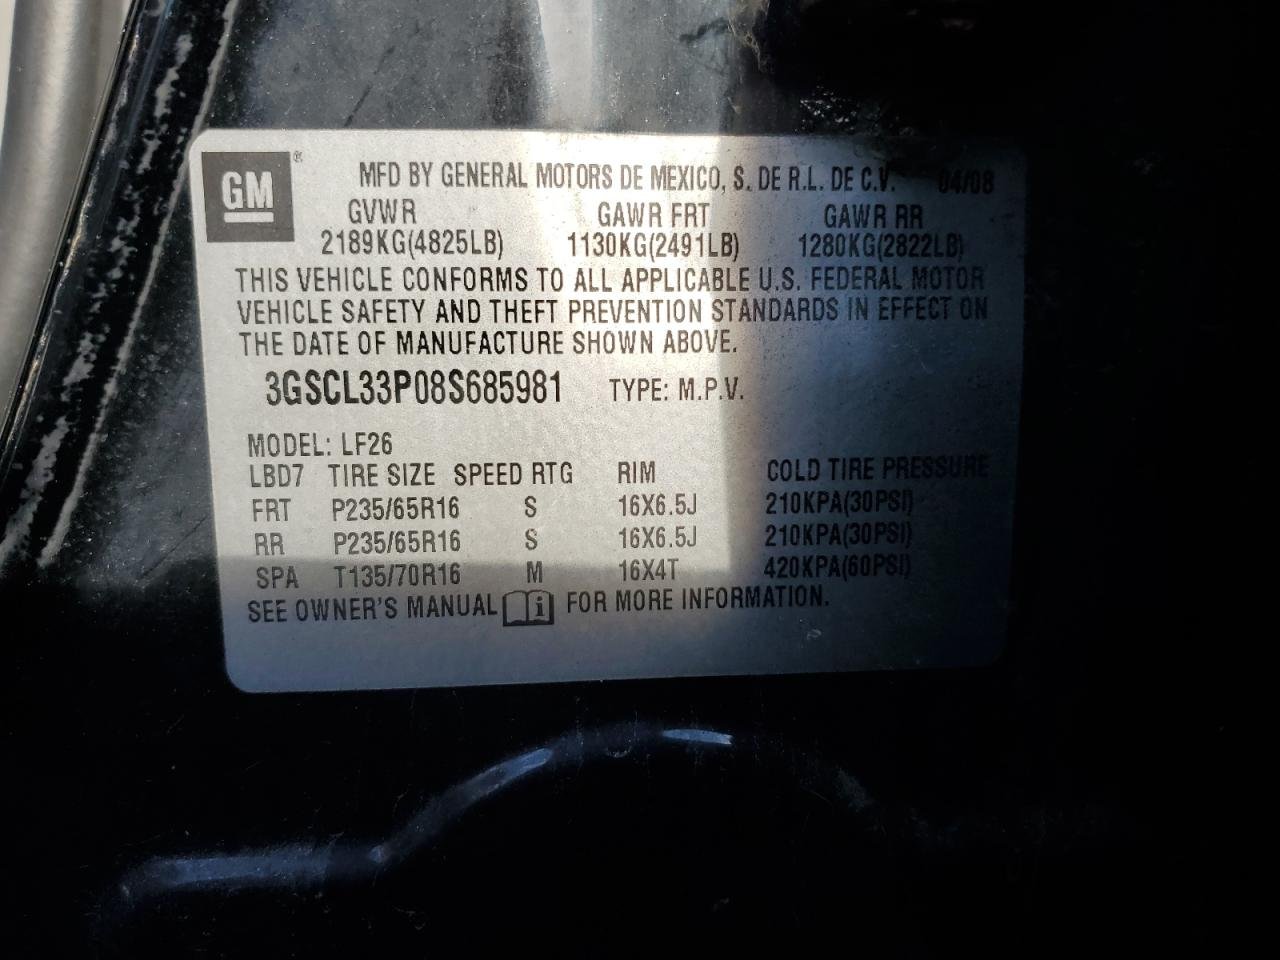 GM ® MFD BY GENERAL MOTORS DE MEXICO, S. DE R.L. DE C.V. 04/08
GVWR GAWR FRT GAWR RR
2189KG(4825LB) 1130KG(2491LB) 1280KG(2822LB)
THIS VEHICLE CONFORMS TO ALL APPLICABLE U.S. FEDERAL MOTOR
VEHICLE SAFETY AND THEFT PREVENTION STANDARDS IN EFFECT ON
THE DATE OF MANUFACTURE SHOWN ABOVE.
3GSCL33P08S685981 TYPE: M.P.V.
MODEL: LF26
LBD7 TIRE SIZE SPEED RTG RIM COLD TIRE PRESSURE
FRT P235/65R16 S 16X6.5J 210KPA(30PSI)
RR P235/65R16 S 16X6.5J 210KPA(30PSI)
SPA T135/70R16 M 16X4T 420KPA(60PSI)
SEE OWNER'S MANUAL i FOR MORE INFORMATION.